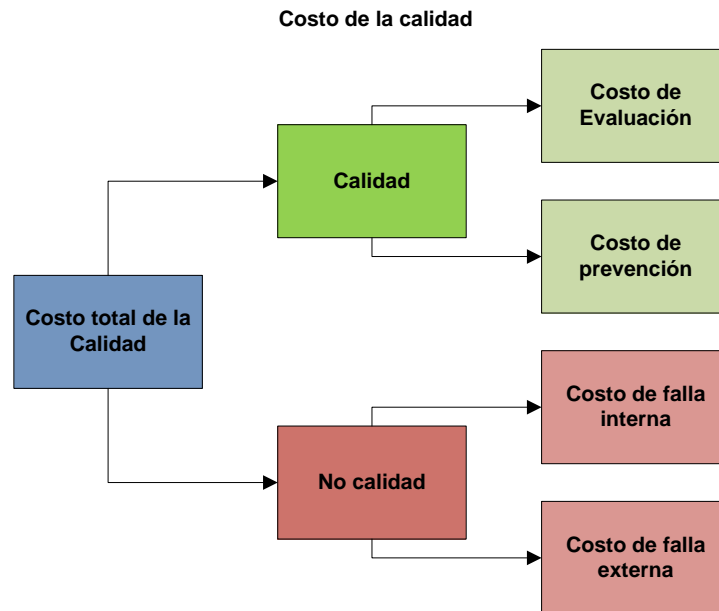 Costo de la calidad
Costo de
Evaluación
Calidad
Costo de
prevención
Costo total de la
Calidad
Costo de falla
interna
No calidad
Costo de falla
externa